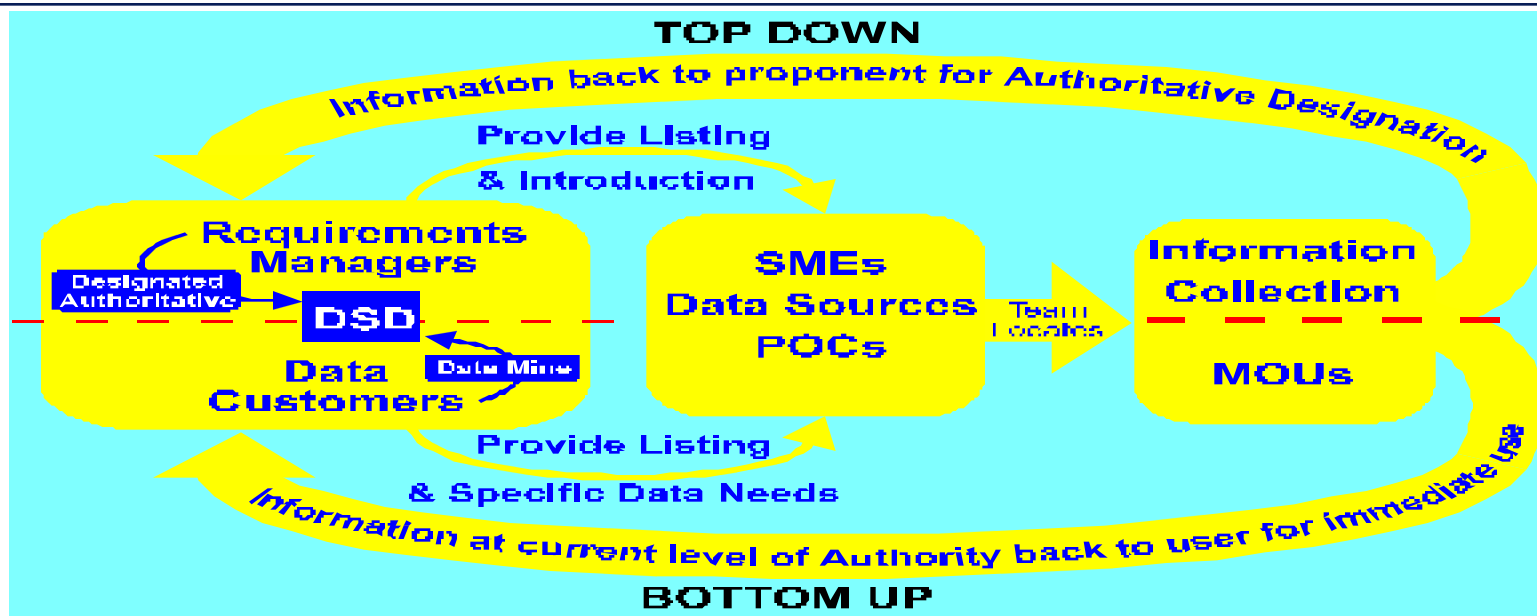 TOP DOWN
Information back to proponent for Authoritative Designation
Provide Listing
& Introduction
Requirements
Managers
Designated
Authoritative
DSD
Data Mine
Data
Customers
SMEs
Data Sources
POCs
Team
Locates
Information
Collection
MOUs
Provide Listing
& Specific Data Needs
Information at current level of Authority back to user for immediate use
BOTTOM UP